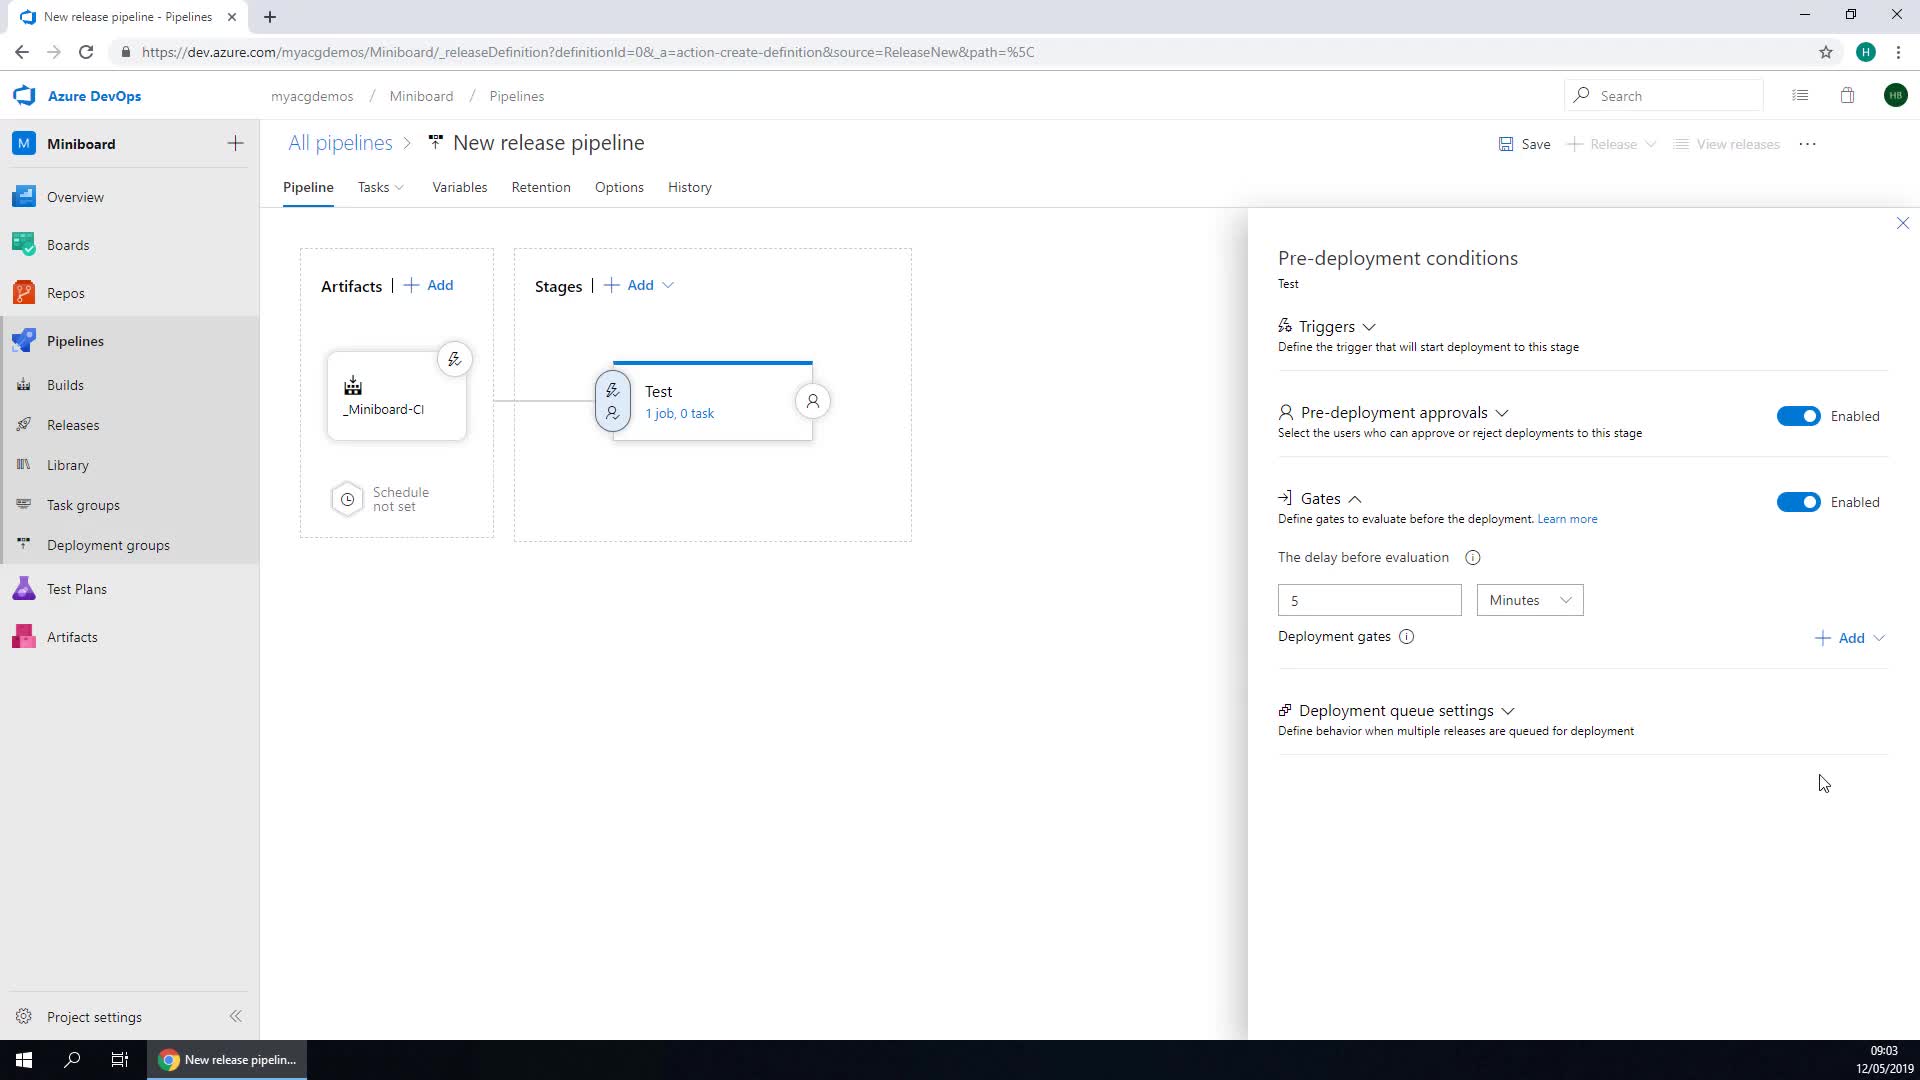 New release pipeline - Pipelines
https://dev.azure.com/myacgdemos/Miniboard/_releaseDefinition?definitionId=0&_a=action-create-definition&source=ReleaseNew&path=%5C
H
Azure DevOps
myacgdemos / Miniboard / Pipelines
Search
HB
M Miniboard
All pipelines > New release pipeline
Save
Release
View releases
Pipeline Tasks Variables Retention Options History
Overview
Boards
Repos
Pipelines
Builds
Releases
Library
Task groups
Deployment groups
Test Plans
Artifacts
Project settings
Artifacts | + Add
_Miniboard-CI
Schedule
not set
Stages | + Add
Test
1 job, 0 task
Pre-deployment conditions
Test
Triggers
Define the trigger that will start deployment to this stage
Pre-deployment approvals
Enabled
Select the users who can approve or reject deployments to this stage
Gates
Enabled
Define gates to evaluate before the deployment. Learn more
The delay before evaluation
5
Minutes
Deployment gates
+ Add
Deployment queue settings
Define behavior when multiple releases are queued for deployment
New release pipelin...
09:03
12/05/2019